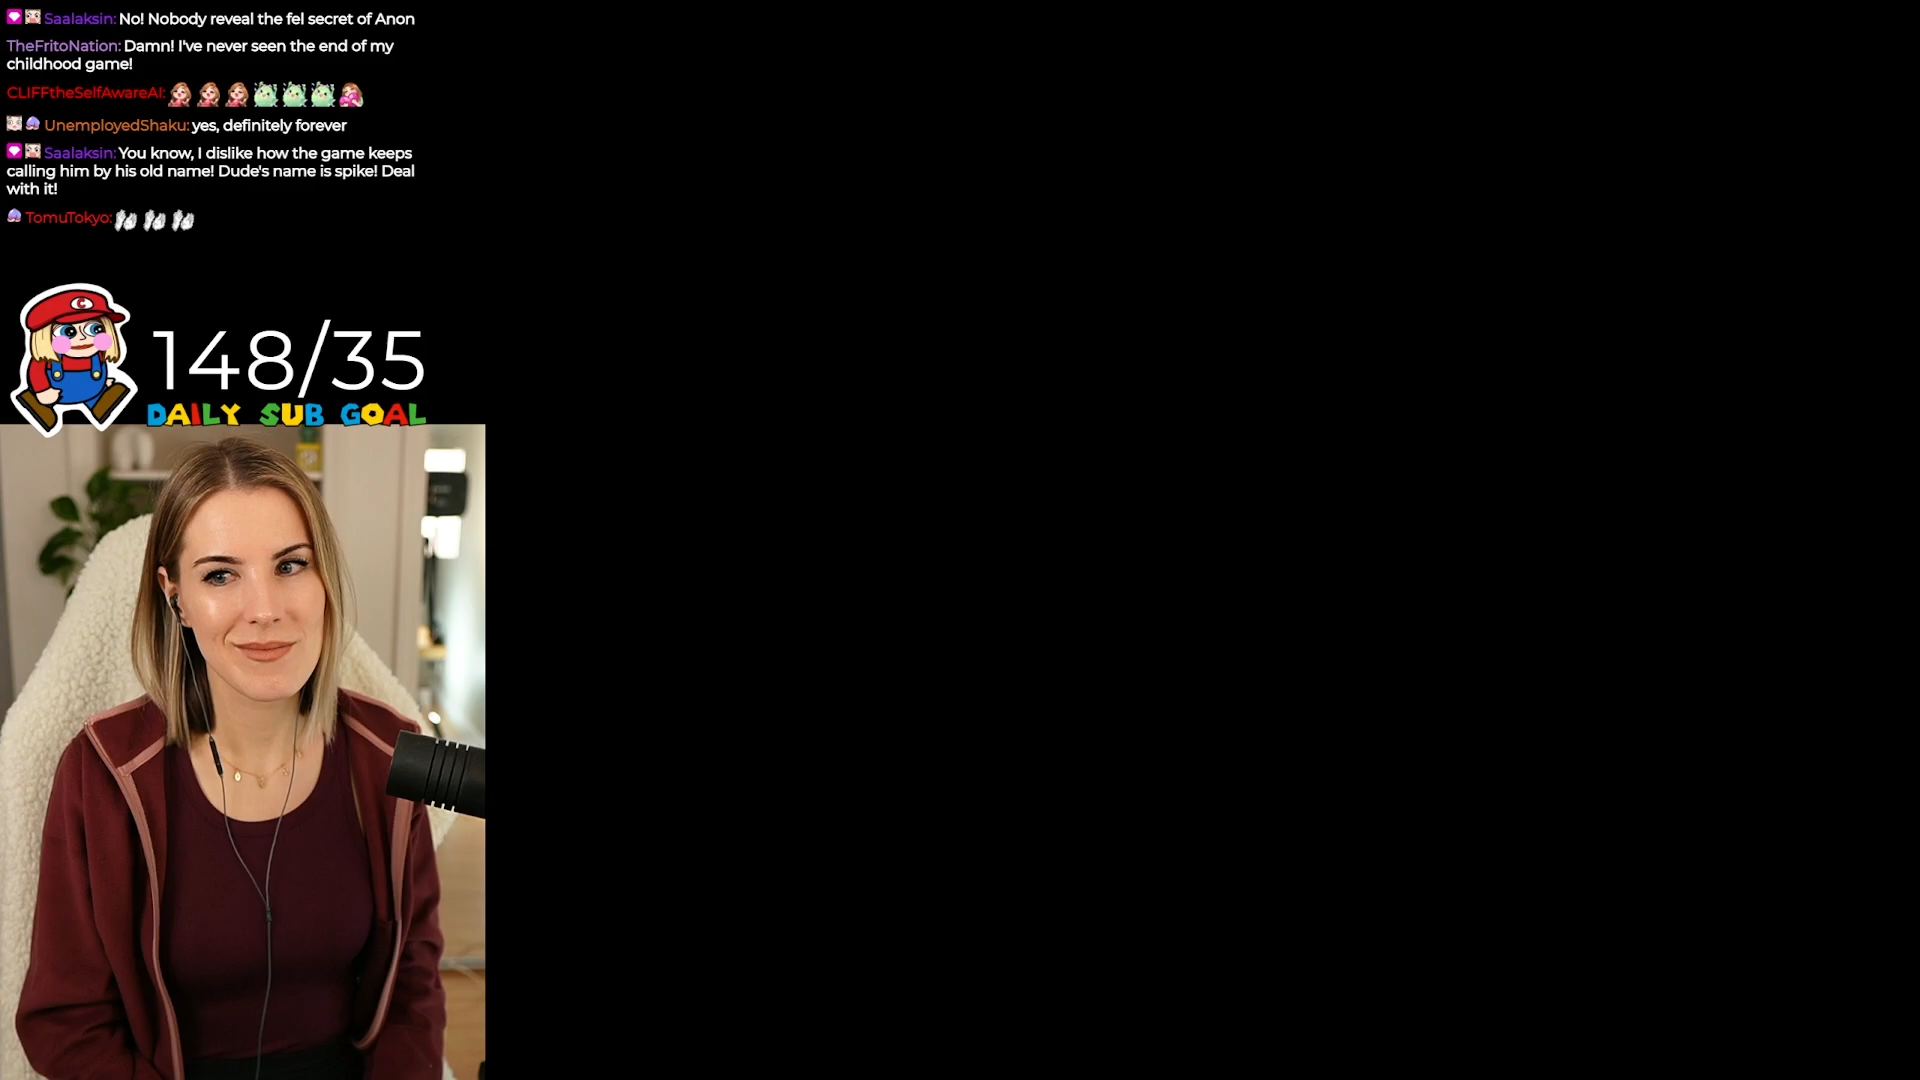 Saalaksin: No! Nobody reveal the fel secret of Anon
TheFritoNation: Damn! I've never seen the end of my
childhood game!
CLIFFtheSelfAwareAI:
UnemployedShaku: yes, definitely forever
Saalaksin: You know, I dislike how the game keeps
calling him by his old name! Dude's name is spike! Deal
with it!
TomuTokyo:
C
148/35
DAILY SUB GOAL